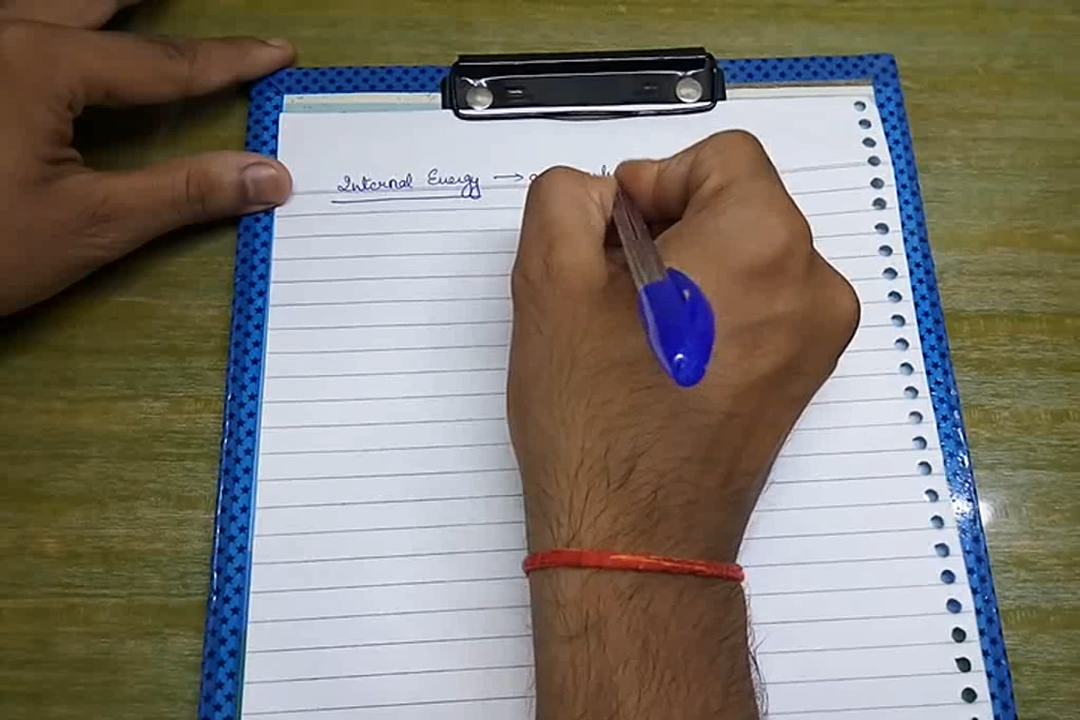 Internal Energy →